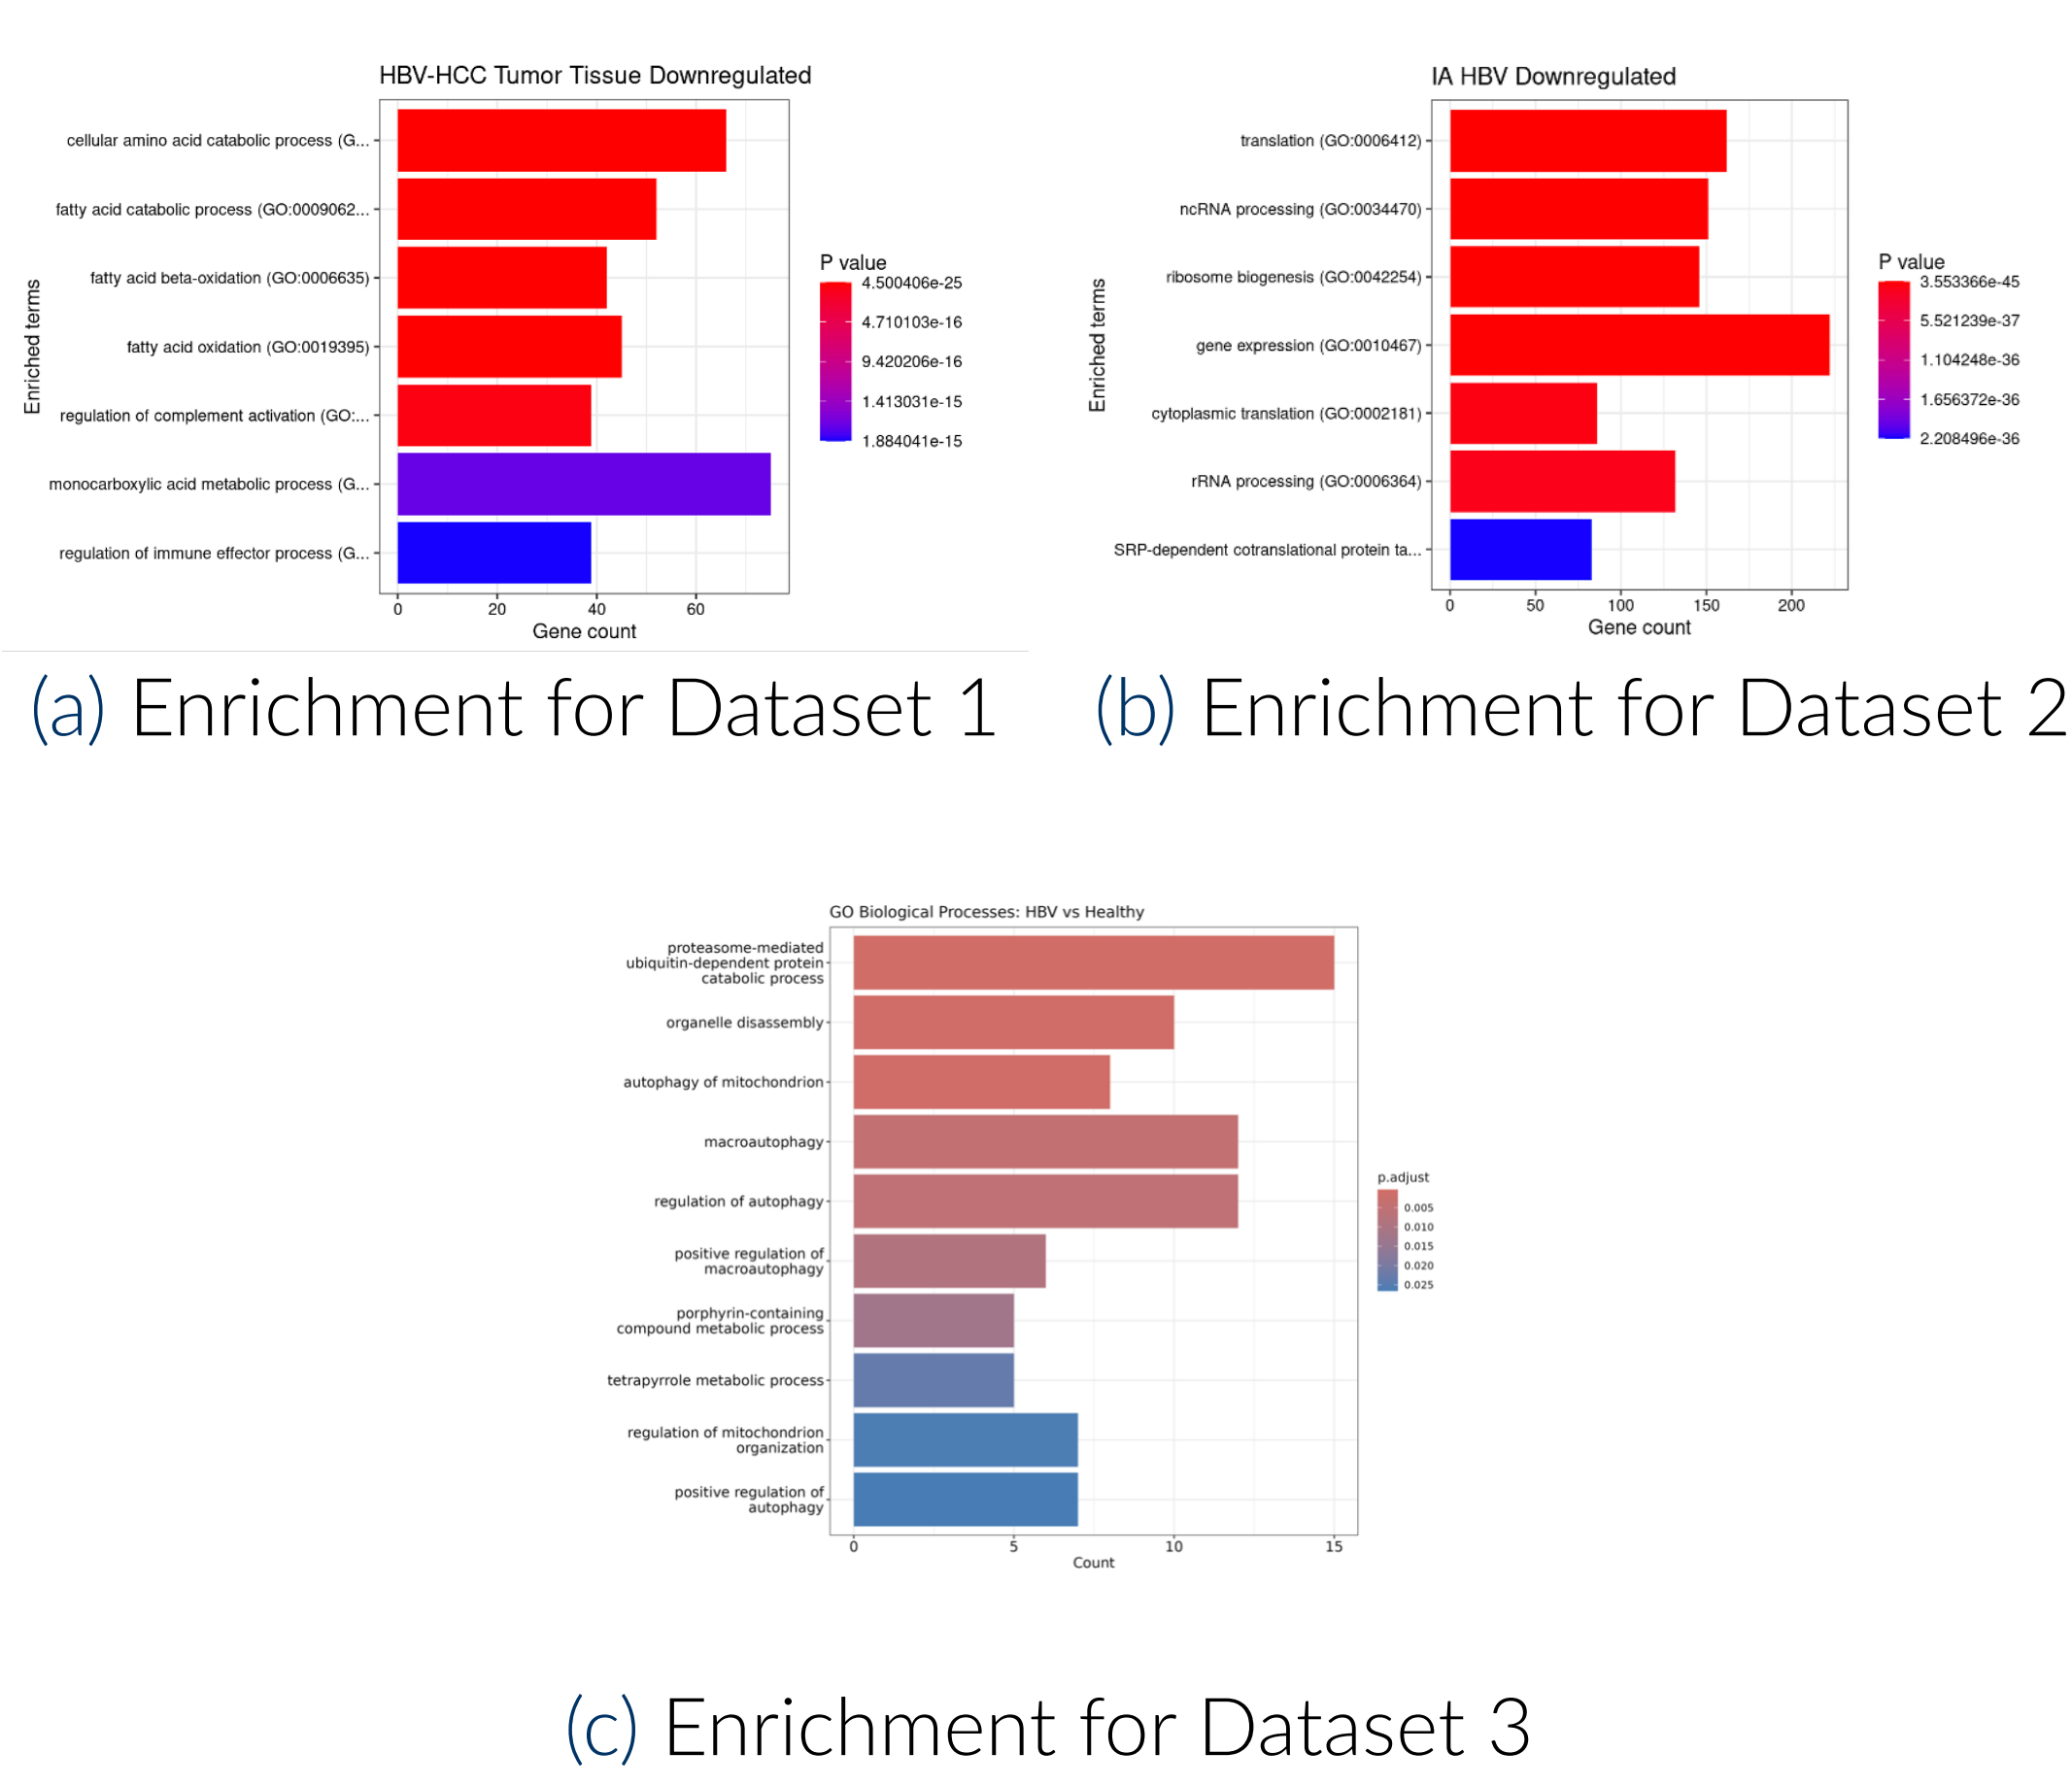 HBV-HCC Tumor Tissue Downregulated
Enriched terms
cellular amino acid catabolic process (G...
fatty acid catabolic process (GO:0009062...
fatty acid beta-oxidation (GO:0006635)
fatty acid oxidation (GO:0019395)
regulation of complement activation (GO:...
monocarboxylic acid metabolic process (G...
regulation of immune effector process (G...
0 20 40 60
Gene count
P value
4.500406e-25
4.710103e-16
9.420206e-16
1.413031e-15
1.884041e-15
(a) Enrichment for Dataset 1
IA HBV Downregulated
Enriched terms
translation (GO:0006412)
ncRNA processing (GO:0034470)
ribosome biogenesis (GO:0042254)
gene expression (GO:0010467)
cytoplasmic translation (GO:0002181)
rRNA processing (GO:0006364)
SRP-dependent cotranslational protein ta...
0 50 100 150 200
Gene count
P value
3.553366e-45
5.521239e-37
1.104248e-36
1.656372e-36
2.208496e-36
(b) Enrichment for Dataset 2
GO Biological Processes: HBV vs Healthy
proteasome-mediated
ubiquitin-dependent protein
catabolic process
organelle disassembly
autophagy of mitochondrion
macroautophagy
regulation of autophagy
positive regulation of
macroautophagy
porphyrin-containing
compound metabolic process
tetrapyrrole metabolic process
regulation of mitochondrion
organization
positive regulation of
autophagy
0 5 10 15
Count
p.adjust
0.005
0.010
0.015
0.020
0.025
(c) Enrichment for Dataset 3